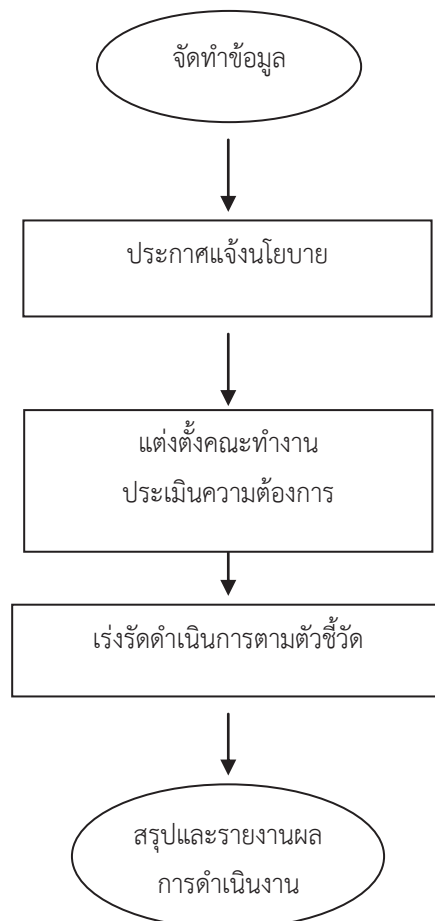 จัดทำข้อมูล
ประกาศแจ้งนโยบาย
แต่งตั้งคณะทำงาน
ประเมินความต้องการ
เร่งรัดดำเนินการตามตัวชี้วัด
สรุปและรายงานผล
การดำเนินงาน